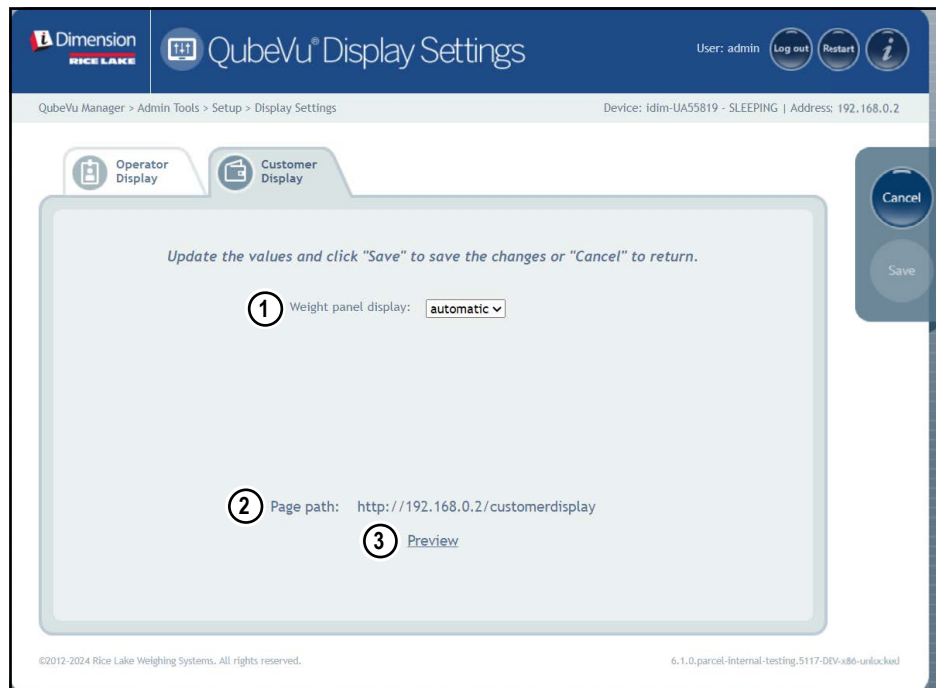 iDimension
RICE LAKE
QubeVu® Display Settings
User: admin
Log out
Restart
i
QubeVu Manager > Admin Tools > Setup > Display Settings
Device: idim-UA55819 - SLEEPING | Address: 192.168.0.2
Operator
Display
Customer
Display
Cancel
Save
Update the values and click "Save" to save the changes or "Cancel" to return.
1 Weight panel display: automatic
2 Page path: http://192.168.0.2/customerdisplay
3 Preview
©2012-2024 Rice Lake Weighing Systems. All rights reserved.
6.1.0.parcel-internal-testing.5117-DEV-x86-unlocked